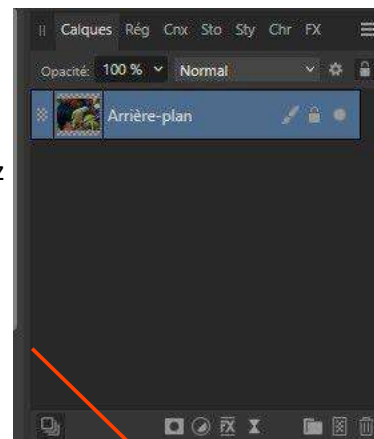 Calques Rég Cnx Sto Sty Chr FX
Opacité: 100 % Normal
Arrière-plan
z